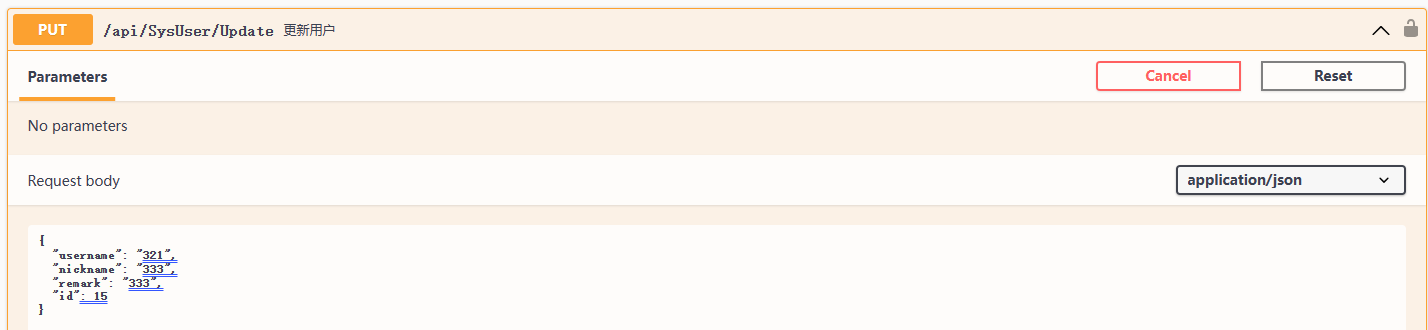 PUT /api/SysUser/Update 更新用户
Parameters Cancel Reset
No parameters
Request body application/json
{
"username": "321",
"nickname": "333",
"remark": "333",
"id": 15
}